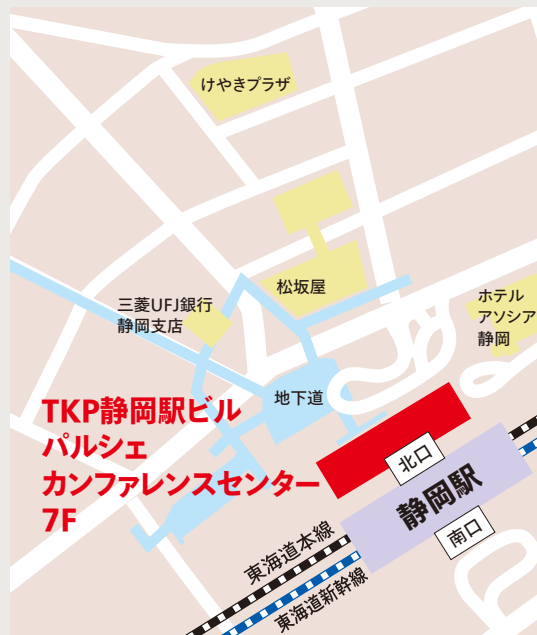 けやきプラザ
松坂屋
三菱UFJ銀行
静岡支店
ホテル
アソシア
静岡
地下道
TKP静岡駅ビル
パルシェ
カンファレンスセンター
7F
北口
静岡駅
南口
東海道本線
東海道新幹線